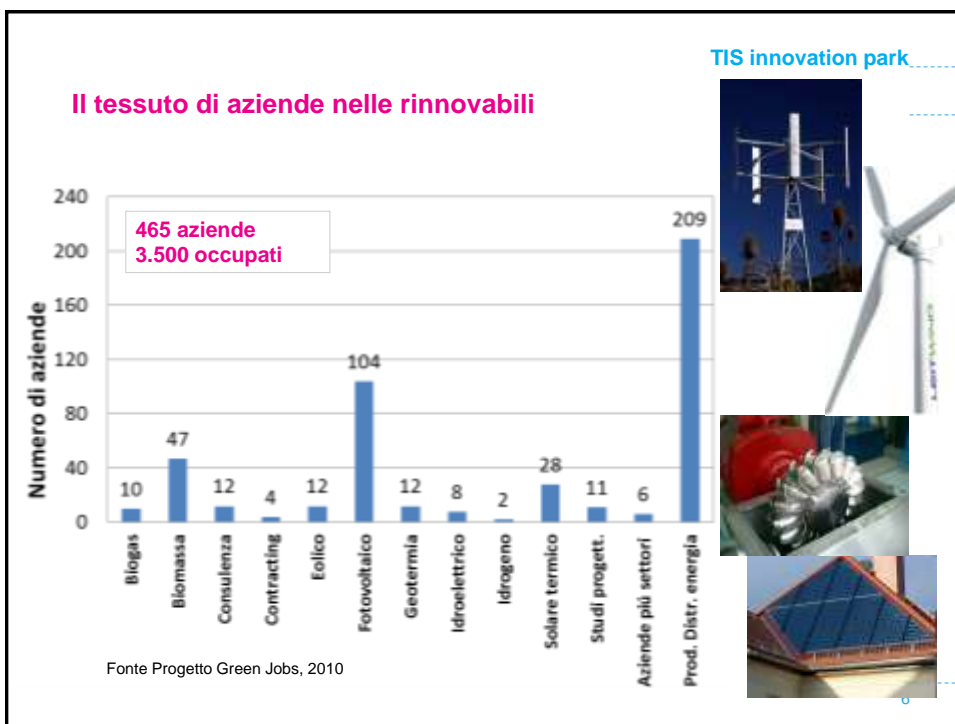 TIS innovation park
Il tessuto di aziende nelle rinnovabili
465 aziende
3.500 occupati
Numero di aziende
240
200
160
120
80
40
0
10
47
12
4
12
104
12
8
2
28
11
6
209
Biogas
Biomassa
Consulenza
Contracting
Eolico
Fotovoltaico
Geotermia
Idroelettrico
Idrogeno
Solare termico
Studi progett.
Aziende piú settori
Prod. Distr. energia
LEITWIND
Fonte Progetto Green Jobs, 2010
6